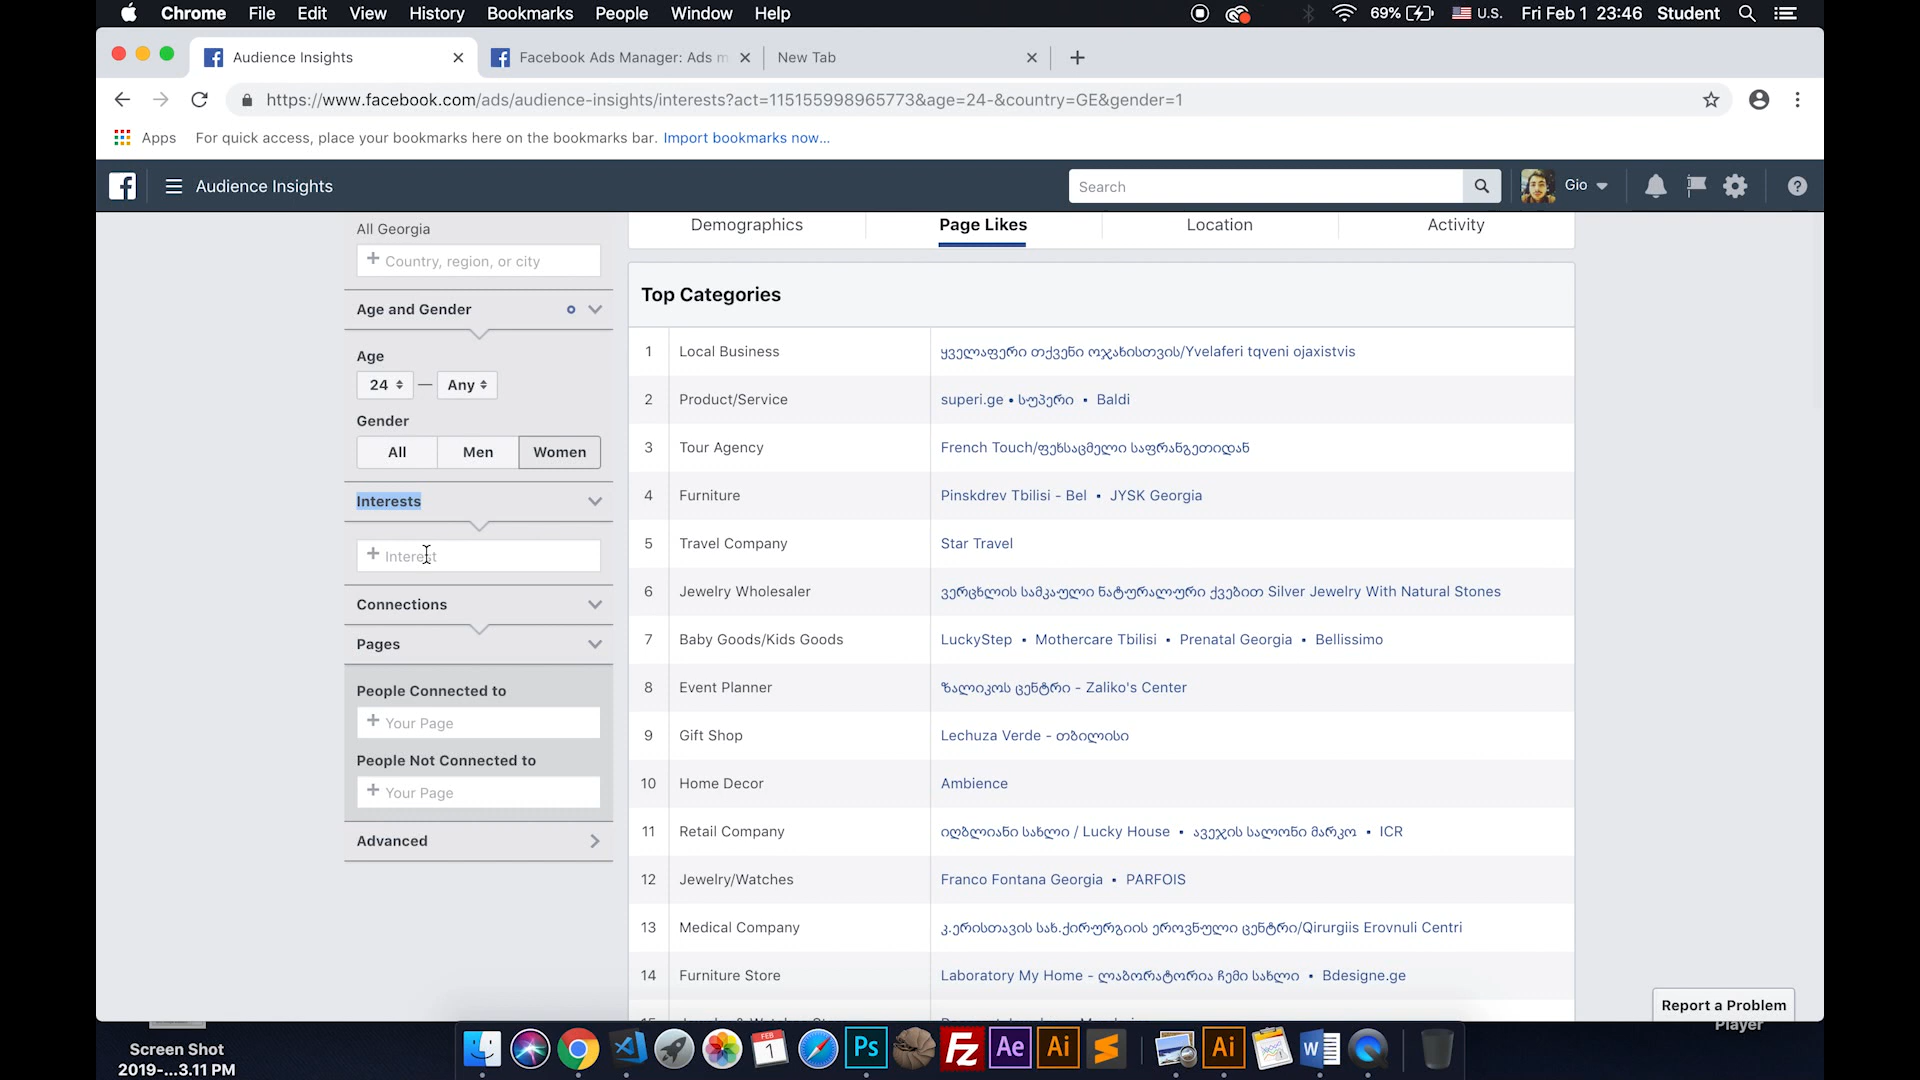 Chrome File Edit View History Bookmarks People Window Help 69% U.S. Fri Feb 1 23:46 Student
Audience Insights Facebook Ads Manager: Ads m New Tab
https://www.facebook.com/ads/audience-insights/interests?act=115155998965773&age=24-&country=GE&gender=1
Apps For quick access, place your bookmarks here on the bookmarks bar. Import bookmarks now...
Audience Insights Search Gio
All Georgia
Country, region, or city
Age and Gender
Age
24 — Any
Gender
All Men Women
Interests
Interest
Connections
Pages
People Connected to
Your Page
People Not Connected to
Your Page
Advanced
Demographics Page Likes Location Activity
Top Categories
1 Local Business ყველაფერი თქვენი ოჯახისთვის/Yvelaferi tqveni ojaxistvis
2 Product/Service superi.ge • სუპერი • Baldi
3 Tour Agency French Touch/ფეხსაცმელი საფრანგეთიდან
4 Furniture Pinskdrev Tbilisi - Bel • JYSK Georgia
5 Travel Company Star Travel
6 Jewelry Wholesaler ვერცხლის სამკაული ნატურალური ქვებით Silver Jewelry With Natural Stones
7 Baby Goods/Kids Goods LuckyStep • Mothercare Tbilisi • Prenatal Georgia • Bellissimo
8 Event Planner ზალიკოს ცენტრი - Zaliko's Center
9 Gift Shop Lechuza Verde - თბილისი
10 Home Decor Ambience
11 Retail Company იღბლიანი სახლი / Lucky House • ავეჯის სალონი მარკო • ICR
12 Jewelry/Watches Franco Fontana Georgia • PARFOIS
13 Medical Company კ.ერისთავის სახ.ქირურგიის ეროვნული ცენტრი/Qirurgiis Erovnuli Centri
14 Furniture Store Laboratory My Home - ლაბორატორია ჩემი სახლი • Bdesigne.ge
Report a Problem
Player
Screen Shot
2019-...3.11 PM
FEB
1
Ps Fz Ae Ai Ai W